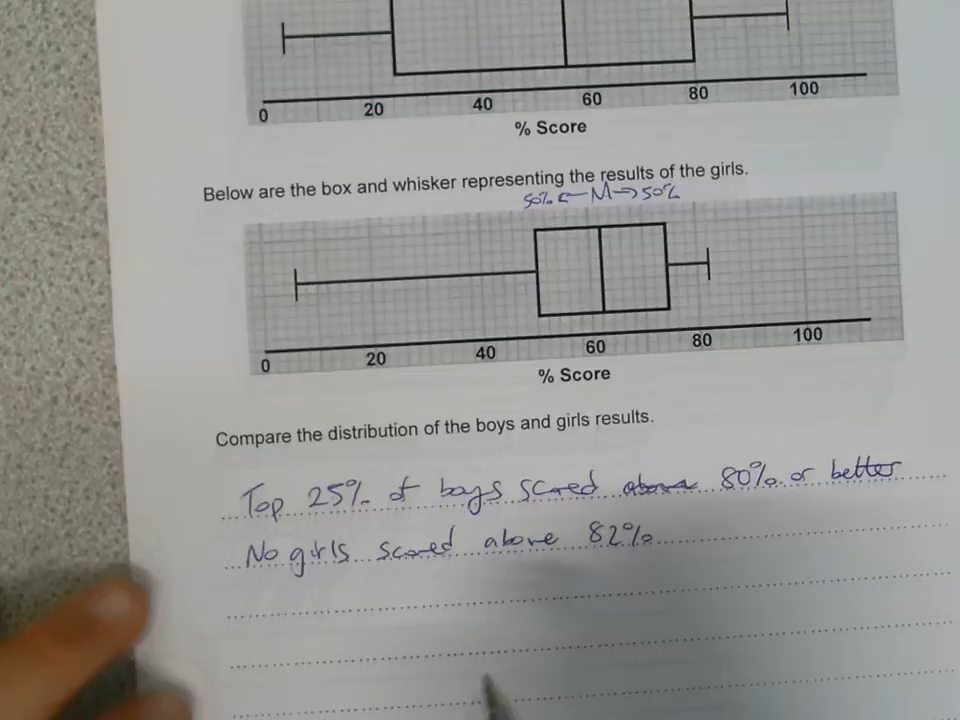 0 20 40 60 80 100
% Score
Below are the box and whisker representing the results of the girls.
50% ← M → 50%
0 20 40 60 80 100
% Score
Compare the distribution of the boys and girls results.
Top 25% of boys scored above 80% or better
No girls scored above 82%